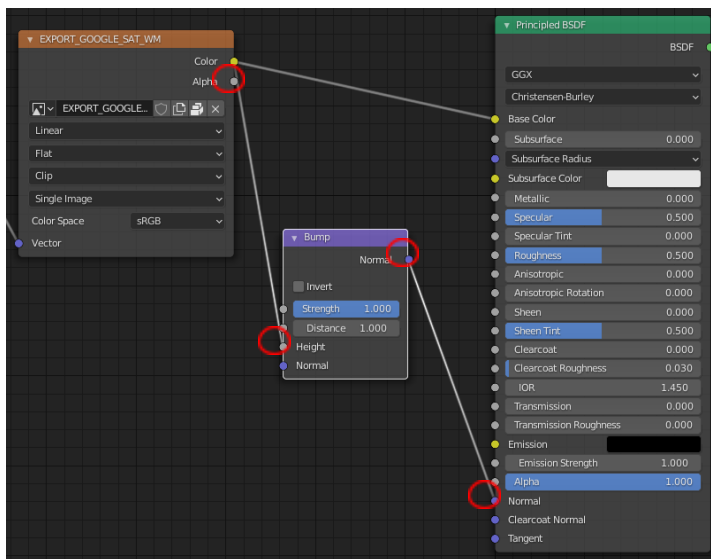 EXPORT_GOOGLE_SAT_WM
Color
Alpha
EXPORT_GOOGLE...
Linear
Flat
Clip
Single Image
Color Space sRGB
Vector
Bump
Normal
Invert
Strength 1.000
Distance 1.000
Height
Normal
Principled BSDF
BSDF
GGX
Christensen-Burley
Base Color
Subsurface 0.000
Subsurface Radius
Subsurface Color
Metallic 0.000
Specular 0.500
Specular Tint 0.000
Roughness 0.500
Anisotropic 0.000
Anisotropic Rotation 0.000
Sheen 0.000
Sheen Tint 0.500
Clearcoat 0.000
Clearcoat Roughness 0.030
IOR 1.450
Transmission 0.000
Transmission Roughness 0.000
Emission
Emission Strength 1.000
Alpha 1.000
Normal
Clearcoat Normal
Tangent